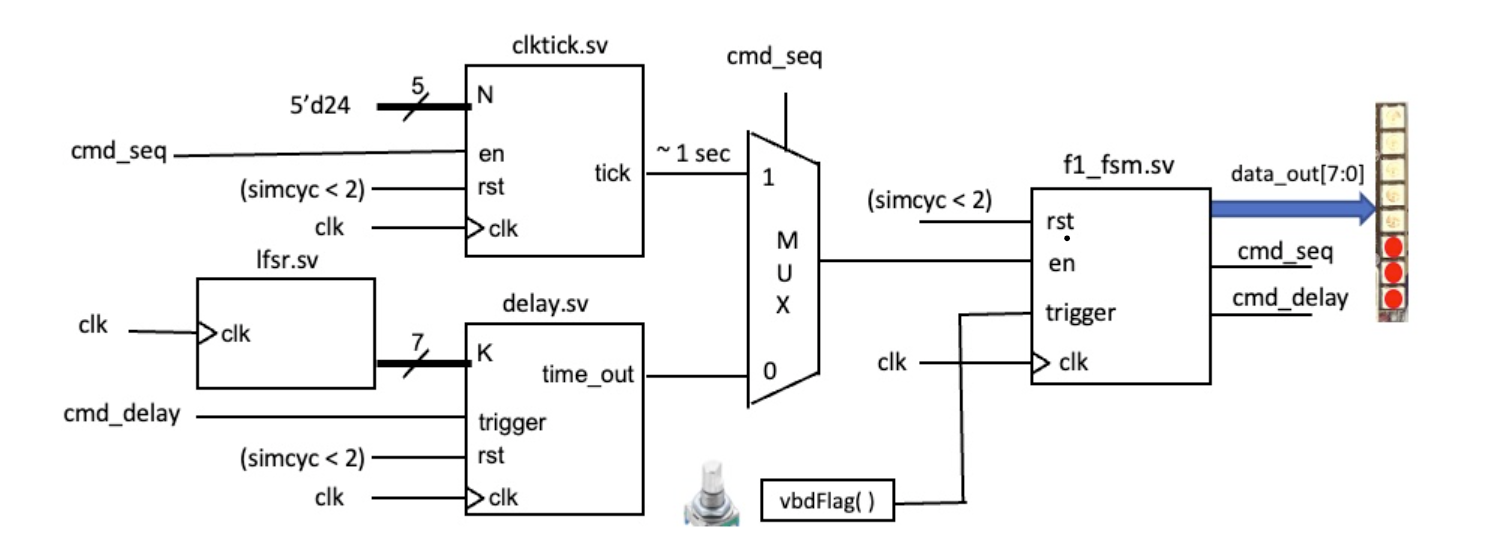 clktick.sv
cmd_seq
5'd24
5
N
cmd_seq
en
(simcyc < 2)
rst
tick
~ 1 sec
1
clk
clk
M
U
X
0
lfsr.sv
clk
clk
7
delay.sv
K
time_out
cmd_delay
trigger
(simcyc < 2)
rst
clk
clk
f1_fsm.sv
(simcyc < 2)
rst
en
trigger
clk
clk
data_out[7:0]
cmd_seq
cmd_delay
vbdFlag( )